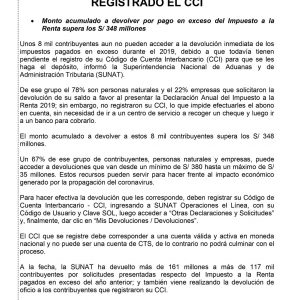 REGISTRADO EL CCI
• Monto acumulado a devolver por pago en exceso del Impuesto a la
Renta supera los S/ 348 millones
Unos 8 mil contribuyentes aun no pueden acceder a la devolución inmediata de los
impuestos pagados en exceso durante el 2019, debido a que todavía tienen
pendiente el registro de su Código de Cuenta Interbancario (CCI) para que se les
haga el depósito, informó la Superintendencia Nacional de Aduanas y
Administración Tributaria (SUNAT).
De ese grupo el 78% son personas naturales y el 22% empresas que solicitaron la
devolución de su saldo a favor al presentar la Declaración Anual del Impuesto a la
Renta 2019; sin embargo, no registraron su CCI, lo que impide efectuarles el abono
en cuenta, sin necesidad de ir a un centro de servicio a recoger un cheque y luego ir
a un banco para cobrarlo.
El monto acumulado a devolver a estos 8 mil contribuyentes supera los S/ 348
millones.
Un 67% de ese grupo de contribuyentes, personas naturales y empresas, puede
acceder a devoluciones que van desde un mínimo de S/ 380 hasta un máximo de S/
35 millones. Estos recursos pueden servir para hacer frente al impacto económico
generado por la propagación del coronavirus.
Para hacer efectiva la devolución que les corresponde, deben registrar su Código de
Cuenta Interbancario - CCI, ingresando a SUNAT Operaciones el Línea, con su
Código de Usuario y Clave SOL, luego acceder a "Otras Declaraciones y Solicitudes"
y, finalmente, dar clic en "Mis Devoluciones / Devoluciones".
El CCI que se registre debe corresponder a una cuenta válida y activa en moneda
nacional y no puede ser una cuenta de CTS, de lo contrario no podrá culminar con el
proceso.
A la fecha, la SUNAT ha devuelto más de 161 millones a más de 117 mil
contribuyentes por solicitudes presentadas respecto del Impuesto a la Renta
pagados en exceso del año anterior; y también viene realizando la devolución de
oficio a los contribuyentes que registraron su CCI.